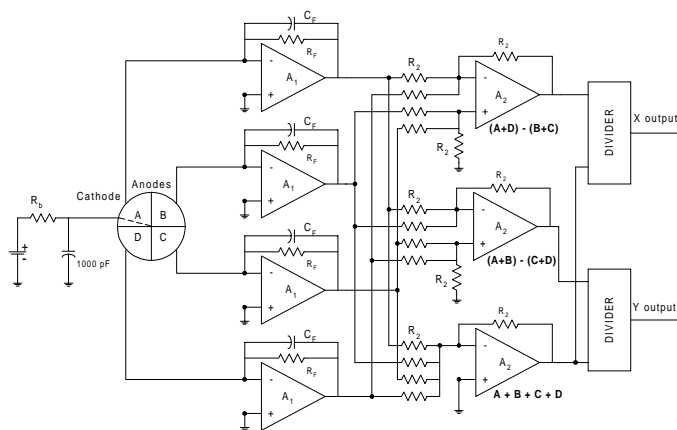 C_F
R_F
A_1
- +
R_2
R_2
- +
A_2
(A+D) - (B+C)
R_2
DIVIDER
X output
C_F
R_F
A_1
- +
Cathode
Anodes
R_b
A B
D C
+ -
1000 pF
R_2
R_2
- +
A_2
(A+B) - (C+D)
R_2
C_F
R_F
A_1
- +
DIVIDER
Y output
R_2
R_2
- +
A_2
A + B + C + D
C_F
R_F
A_1
- +